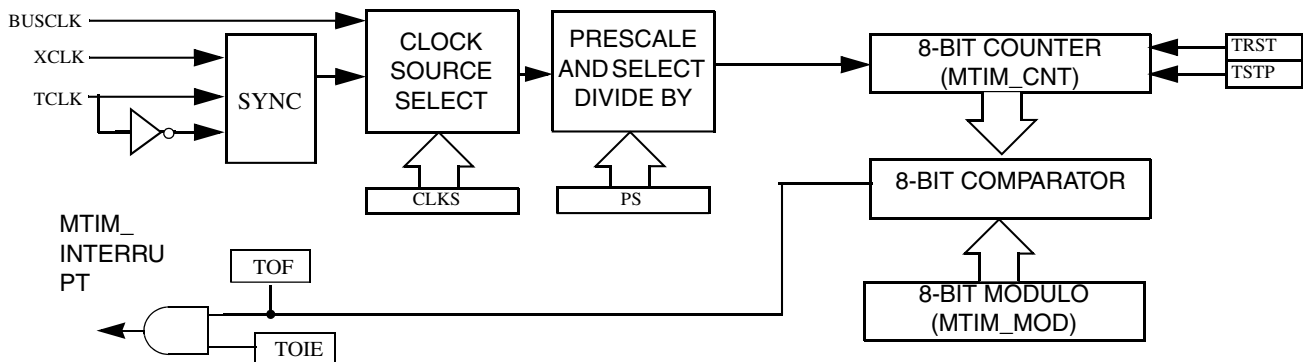 BUSCLK
XCLK
TCLK
SYNC
CLOCK
SOURCE
SELECT
PRESCALE
AND SELECT
DIVIDE BY
8-BIT COUNTER
(MTIM_CNT)
TRST
TSTP
CLKS
PS
8-BIT COMPARATOR
MTIM_
INTERRU
PT
TOF
8-BIT MODULO
(MTIM_MOD)
TOIE